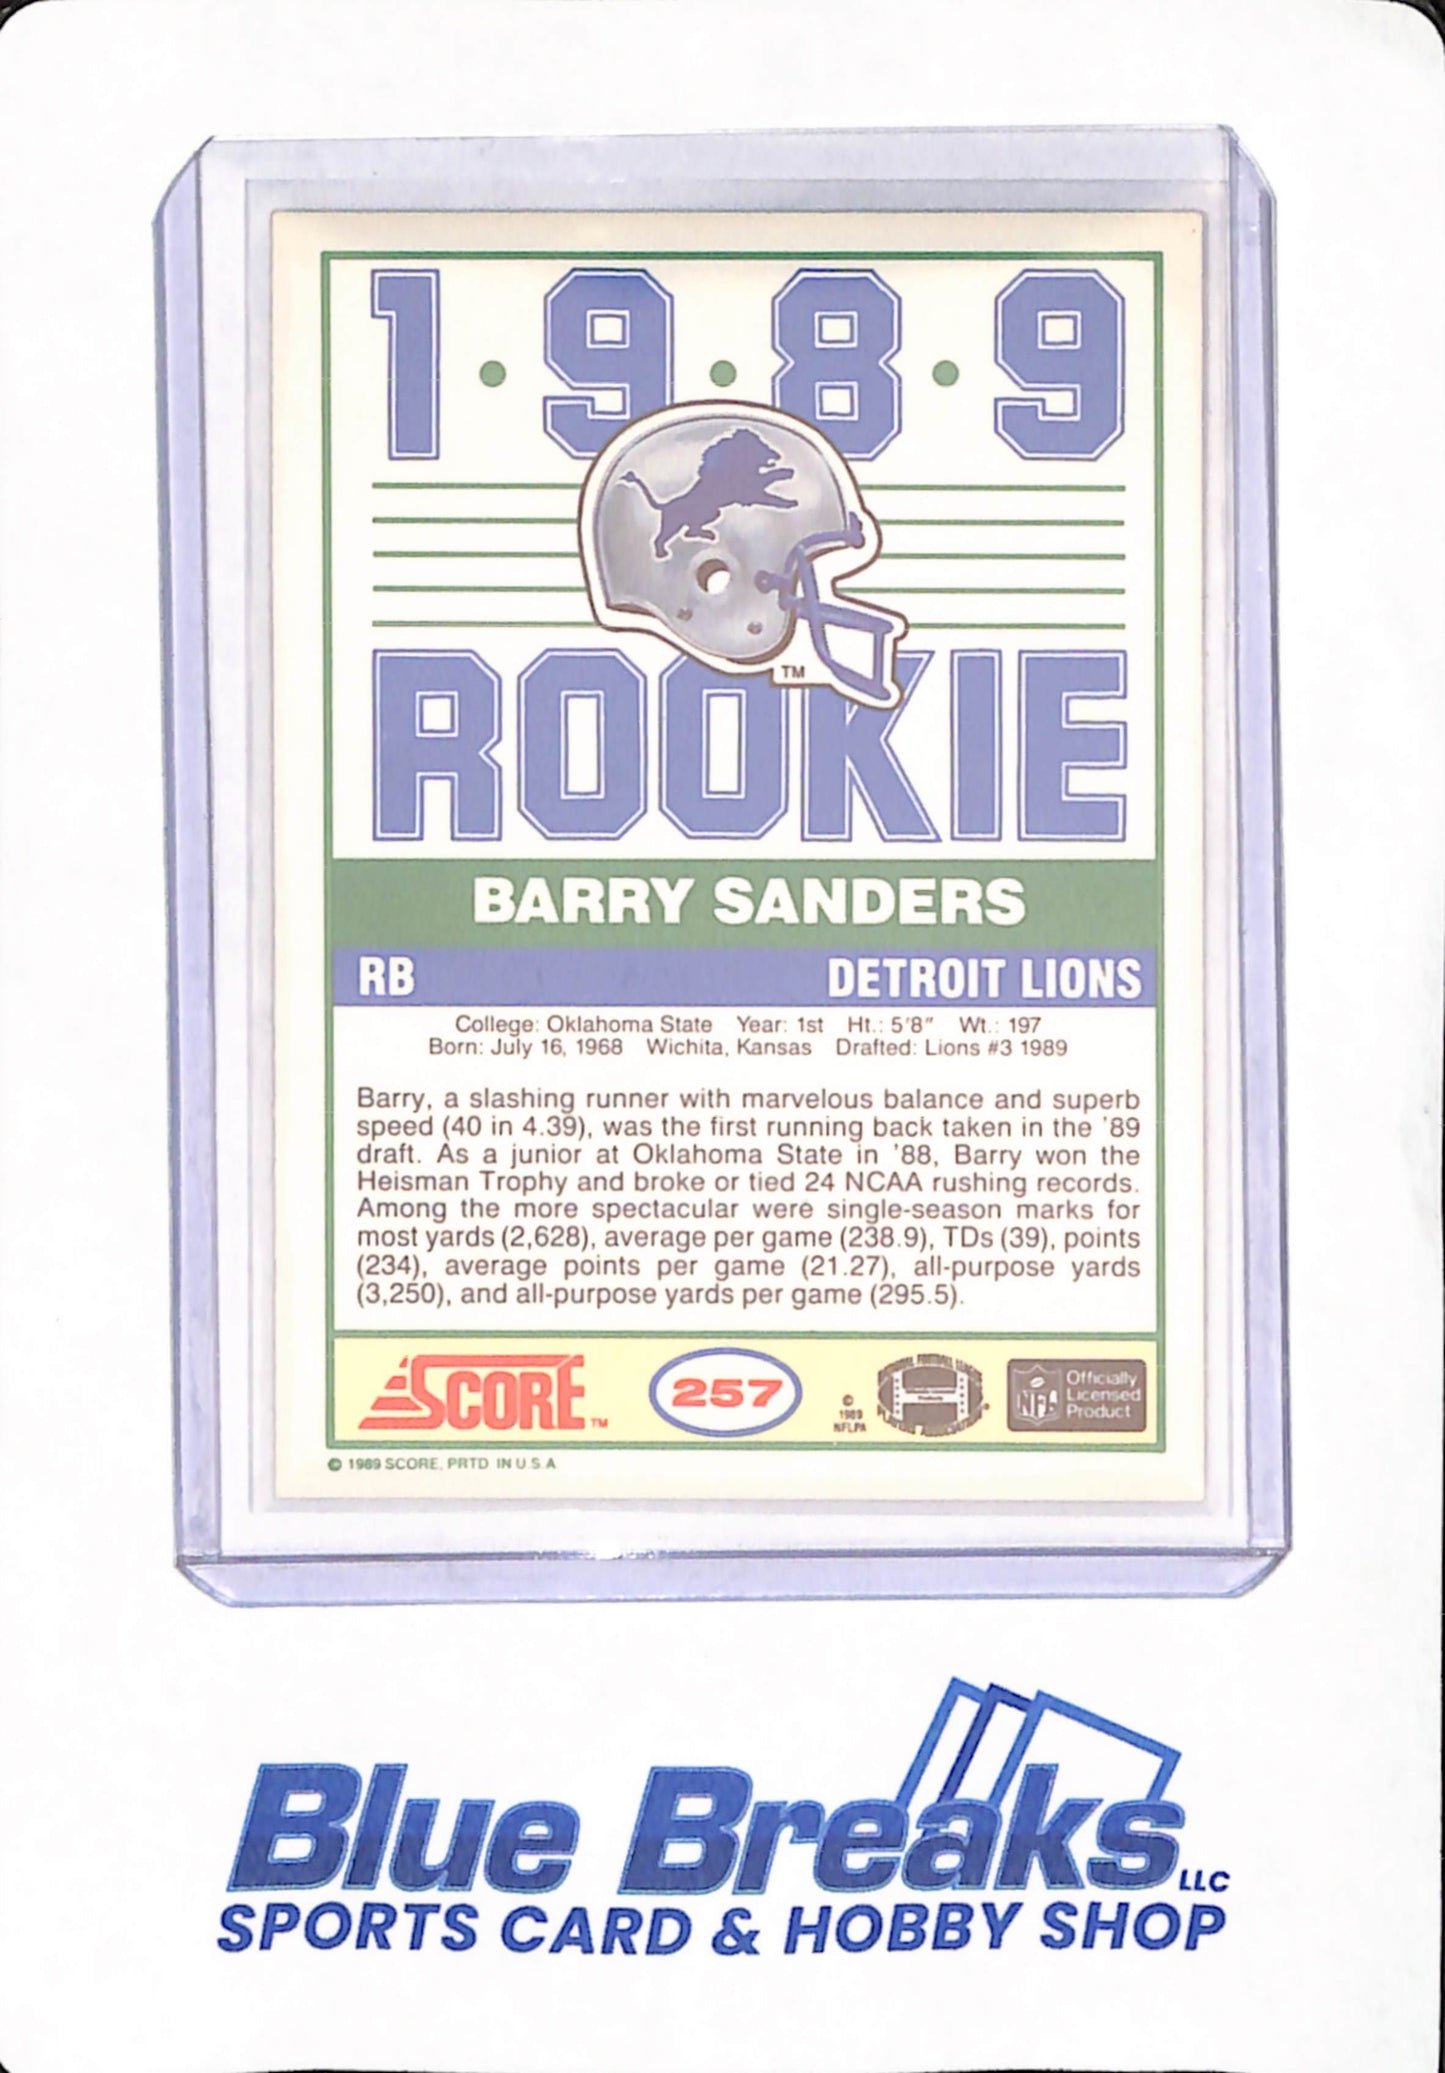 1 • 9 • 8 • 9
TM
ROOKIE
BARRY SANDERS
RB DETROIT LIONS
College: Oklahoma State Year: 1st Ht.: 5'8" Wt.: 197
Born: July 16, 1968 Wichita, Kansas Drafted: Lions #3 1989
Barry, a slashing runner with marvelous balance and superb
speed (40 in 4.39), was the first running back taken in the '89
draft. As a junior at Oklahoma State in '88, Barry won the
Heisman Trophy and broke or tied 24 NCAA rushing records.
Among the more spectacular were single-season marks for
most yards (2,628), average per game (238.9), TDs (39), points
(234), average points per game (21.27), all-purpose yards
(3,250), and all-purpose yards per game (295.5).
SCORE TM
257
©
1989
NFLPA
NFL
Officially
Licensed
Product
© 1989 SCORE, PRTD IN U.S.A.
Blue Breaks LLC
SPORTS CARD & HOBBY SHOP